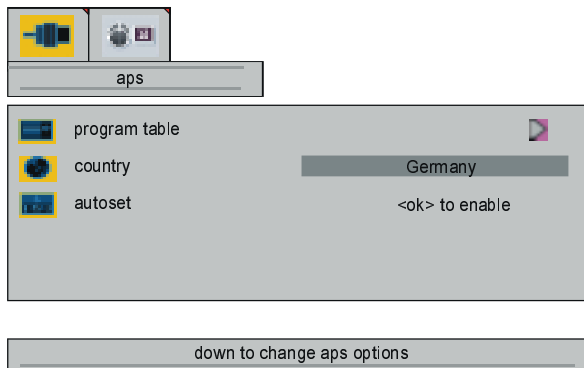 aps
program table
country Germany
autoset <ok> to enable
down to change aps options